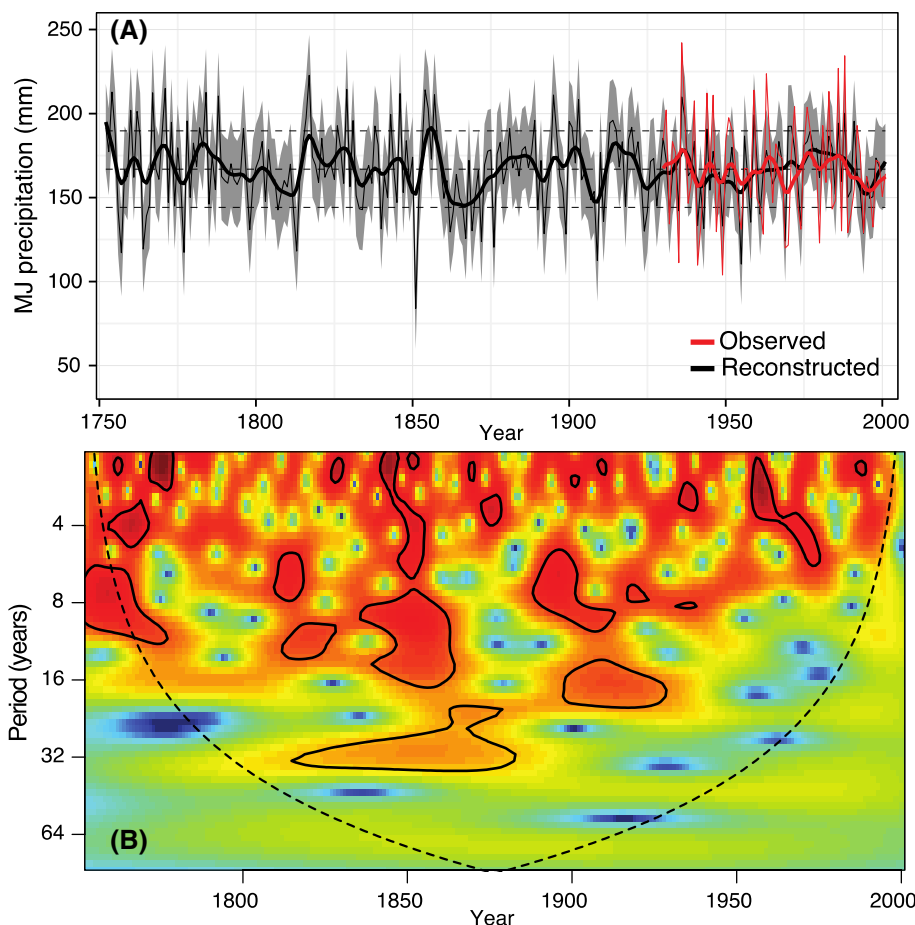 (A)
MJ precipitation (mm)
250
200
150
100
50
Observed
Reconstructed
1750 1800 1850 1900 1950 2000
Year
Period (years)
4
8
16
32
64
(B)
1800 1850 1900 1950 2000
Year